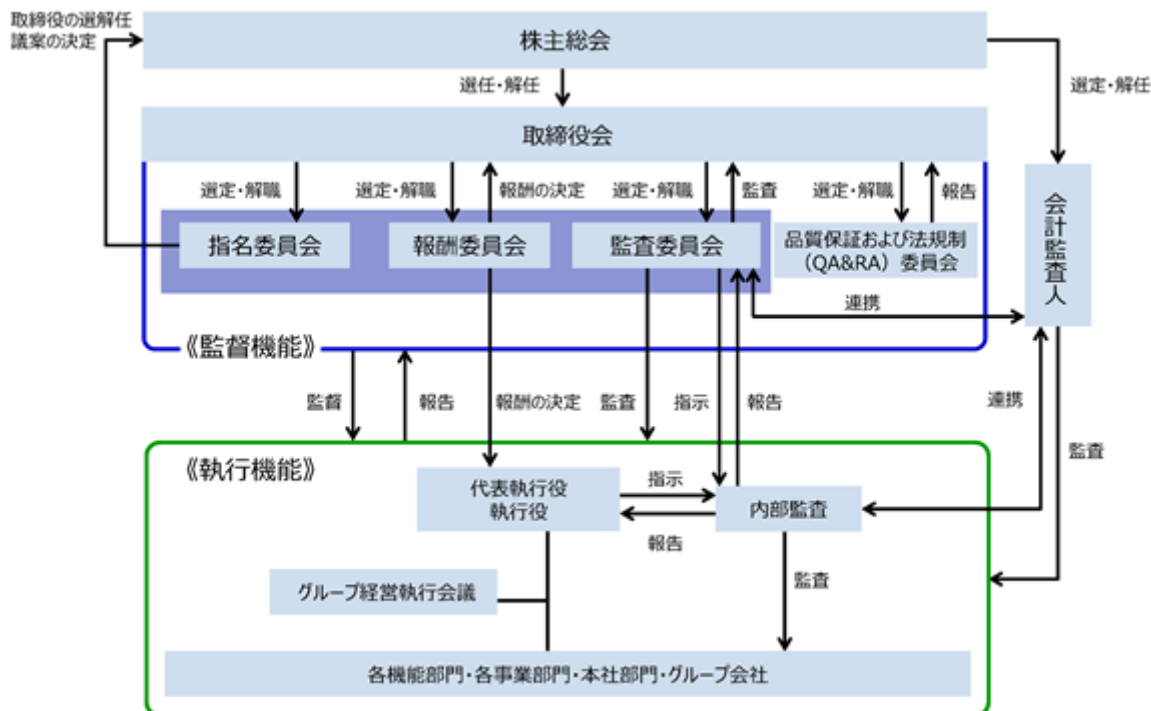 取締役の選解任
議案の決定
株主総会
選任・解任
選定・解任
取締役会
選定・解職
選定・解職
報酬の決定
選定・解職
監査
選定・解職
報告
指名委員会
報酬委員会
監査委員会
品質保証および法規制
（QA&RA）委員会
会計監査人
連携
《監督機能》
監督
報告
報酬の決定
監査
指示
報告
連携
監査
《執行機能》
代表執行役
執行役
指示
内部監査
報告
監査
グループ経営執行会議
各機能部門・各事業部門・本社部門・グループ会社